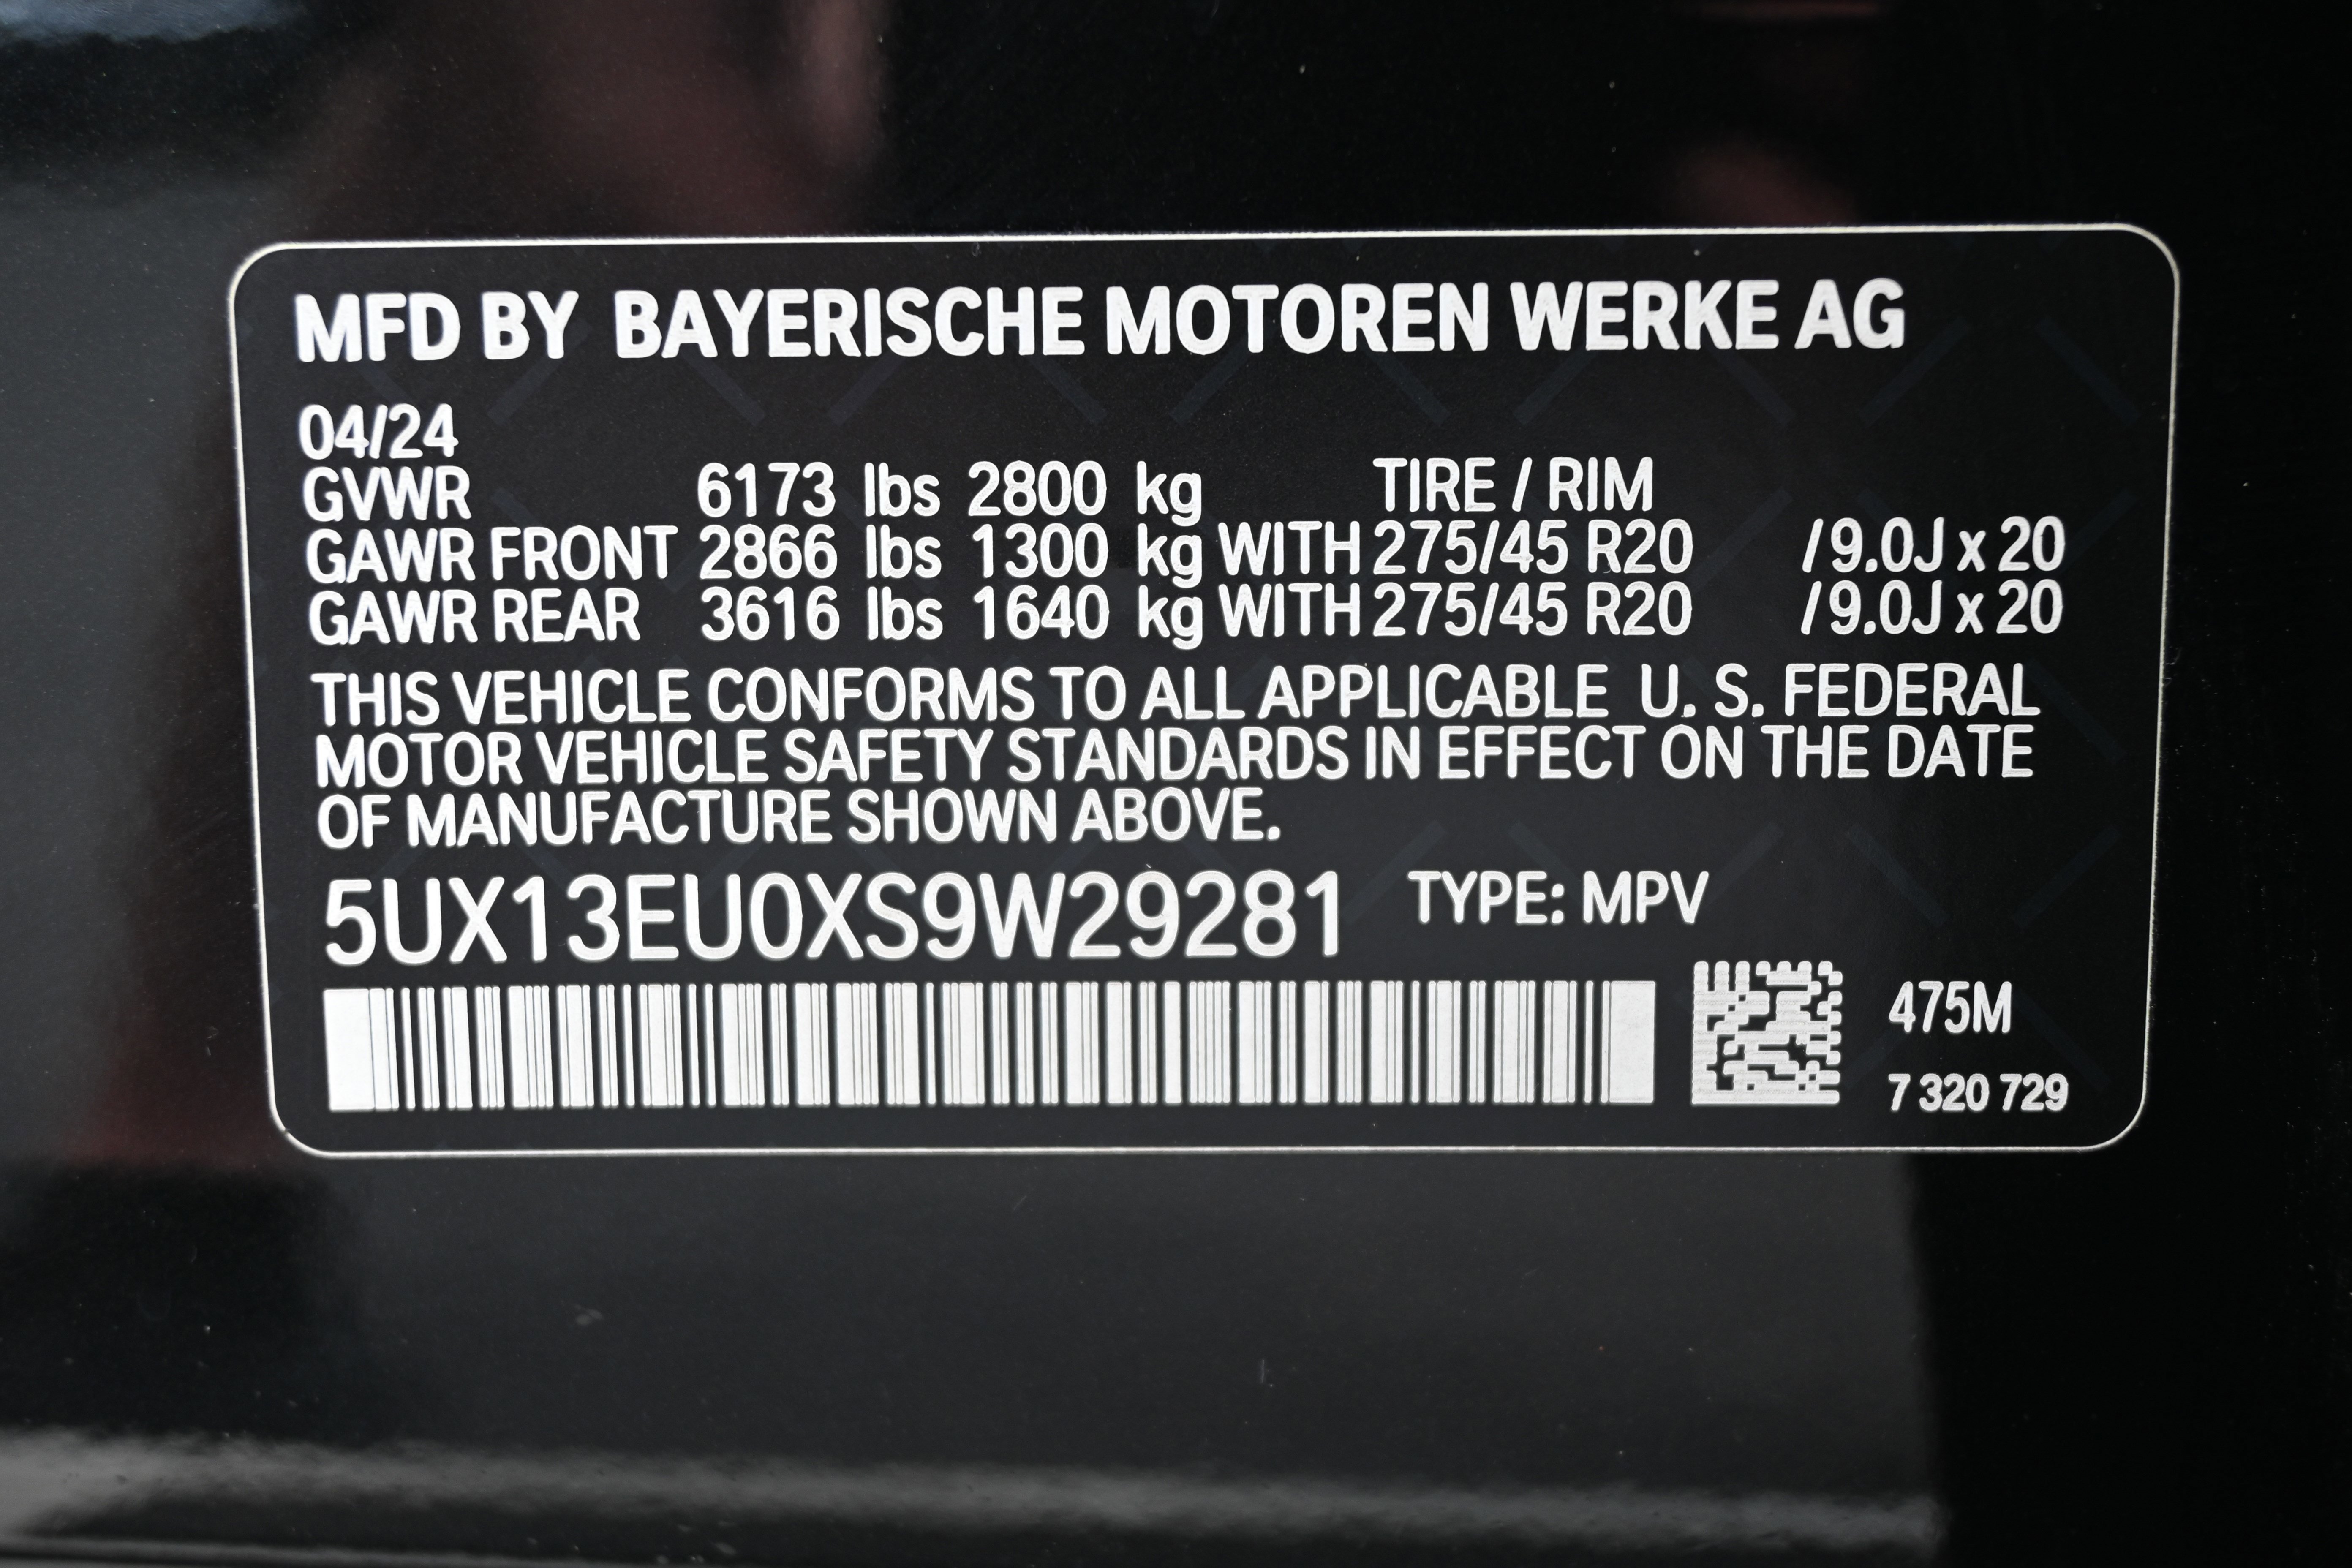 MFD BY BAYERISCHE MOTOREN WERKE AG
04/24
GVWR 6173 lbs 2800 kg TIRE / RIM
GAWR FRONT 2866 lbs 1300 kg WITH 275/45 R20 / 9.0J x 20
GAWR REAR 3616 lbs 1640 kg WITH 275/45 R20 / 9.0J x 20
THIS VEHICLE CONFORMS TO ALL APPLICABLE U. S. FEDERAL
MOTOR VEHICLE SAFETY STANDARDS IN EFFECT ON THE DATE
OF MANUFACTURE SHOWN ABOVE.
5UX13EU0XS9W29281 TYPE: MPV
475M
7 320 729